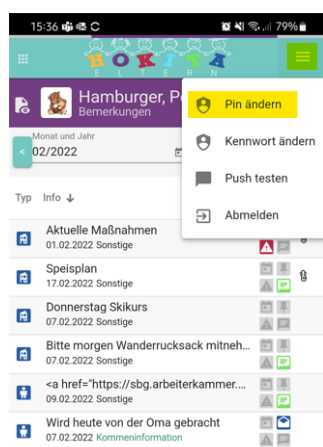 15:36
79%
HOKITA
ELTERN
Hamburger, P
Bemerkungen
Pin ändern
Kennwort ändern
Push testen
Abmelden
Monat und Jahr
< 02/2022
Typ Info ↓
Aktuelle Maßnahmen
01.02.2022 Sonstige
Speisplan
17.02.2022 Sonstige
Donnerstag Skikurs
07.02.2022 Sonstige
Bitte morgen Wanderrucksack mitneh...
07.02.2022 Sonstige
<a href="https://sbg.arbeiterkammer....
09.02.2022 Sonstige
Wird heute von der Oma gebracht
07.02.2022 Kommeninformation